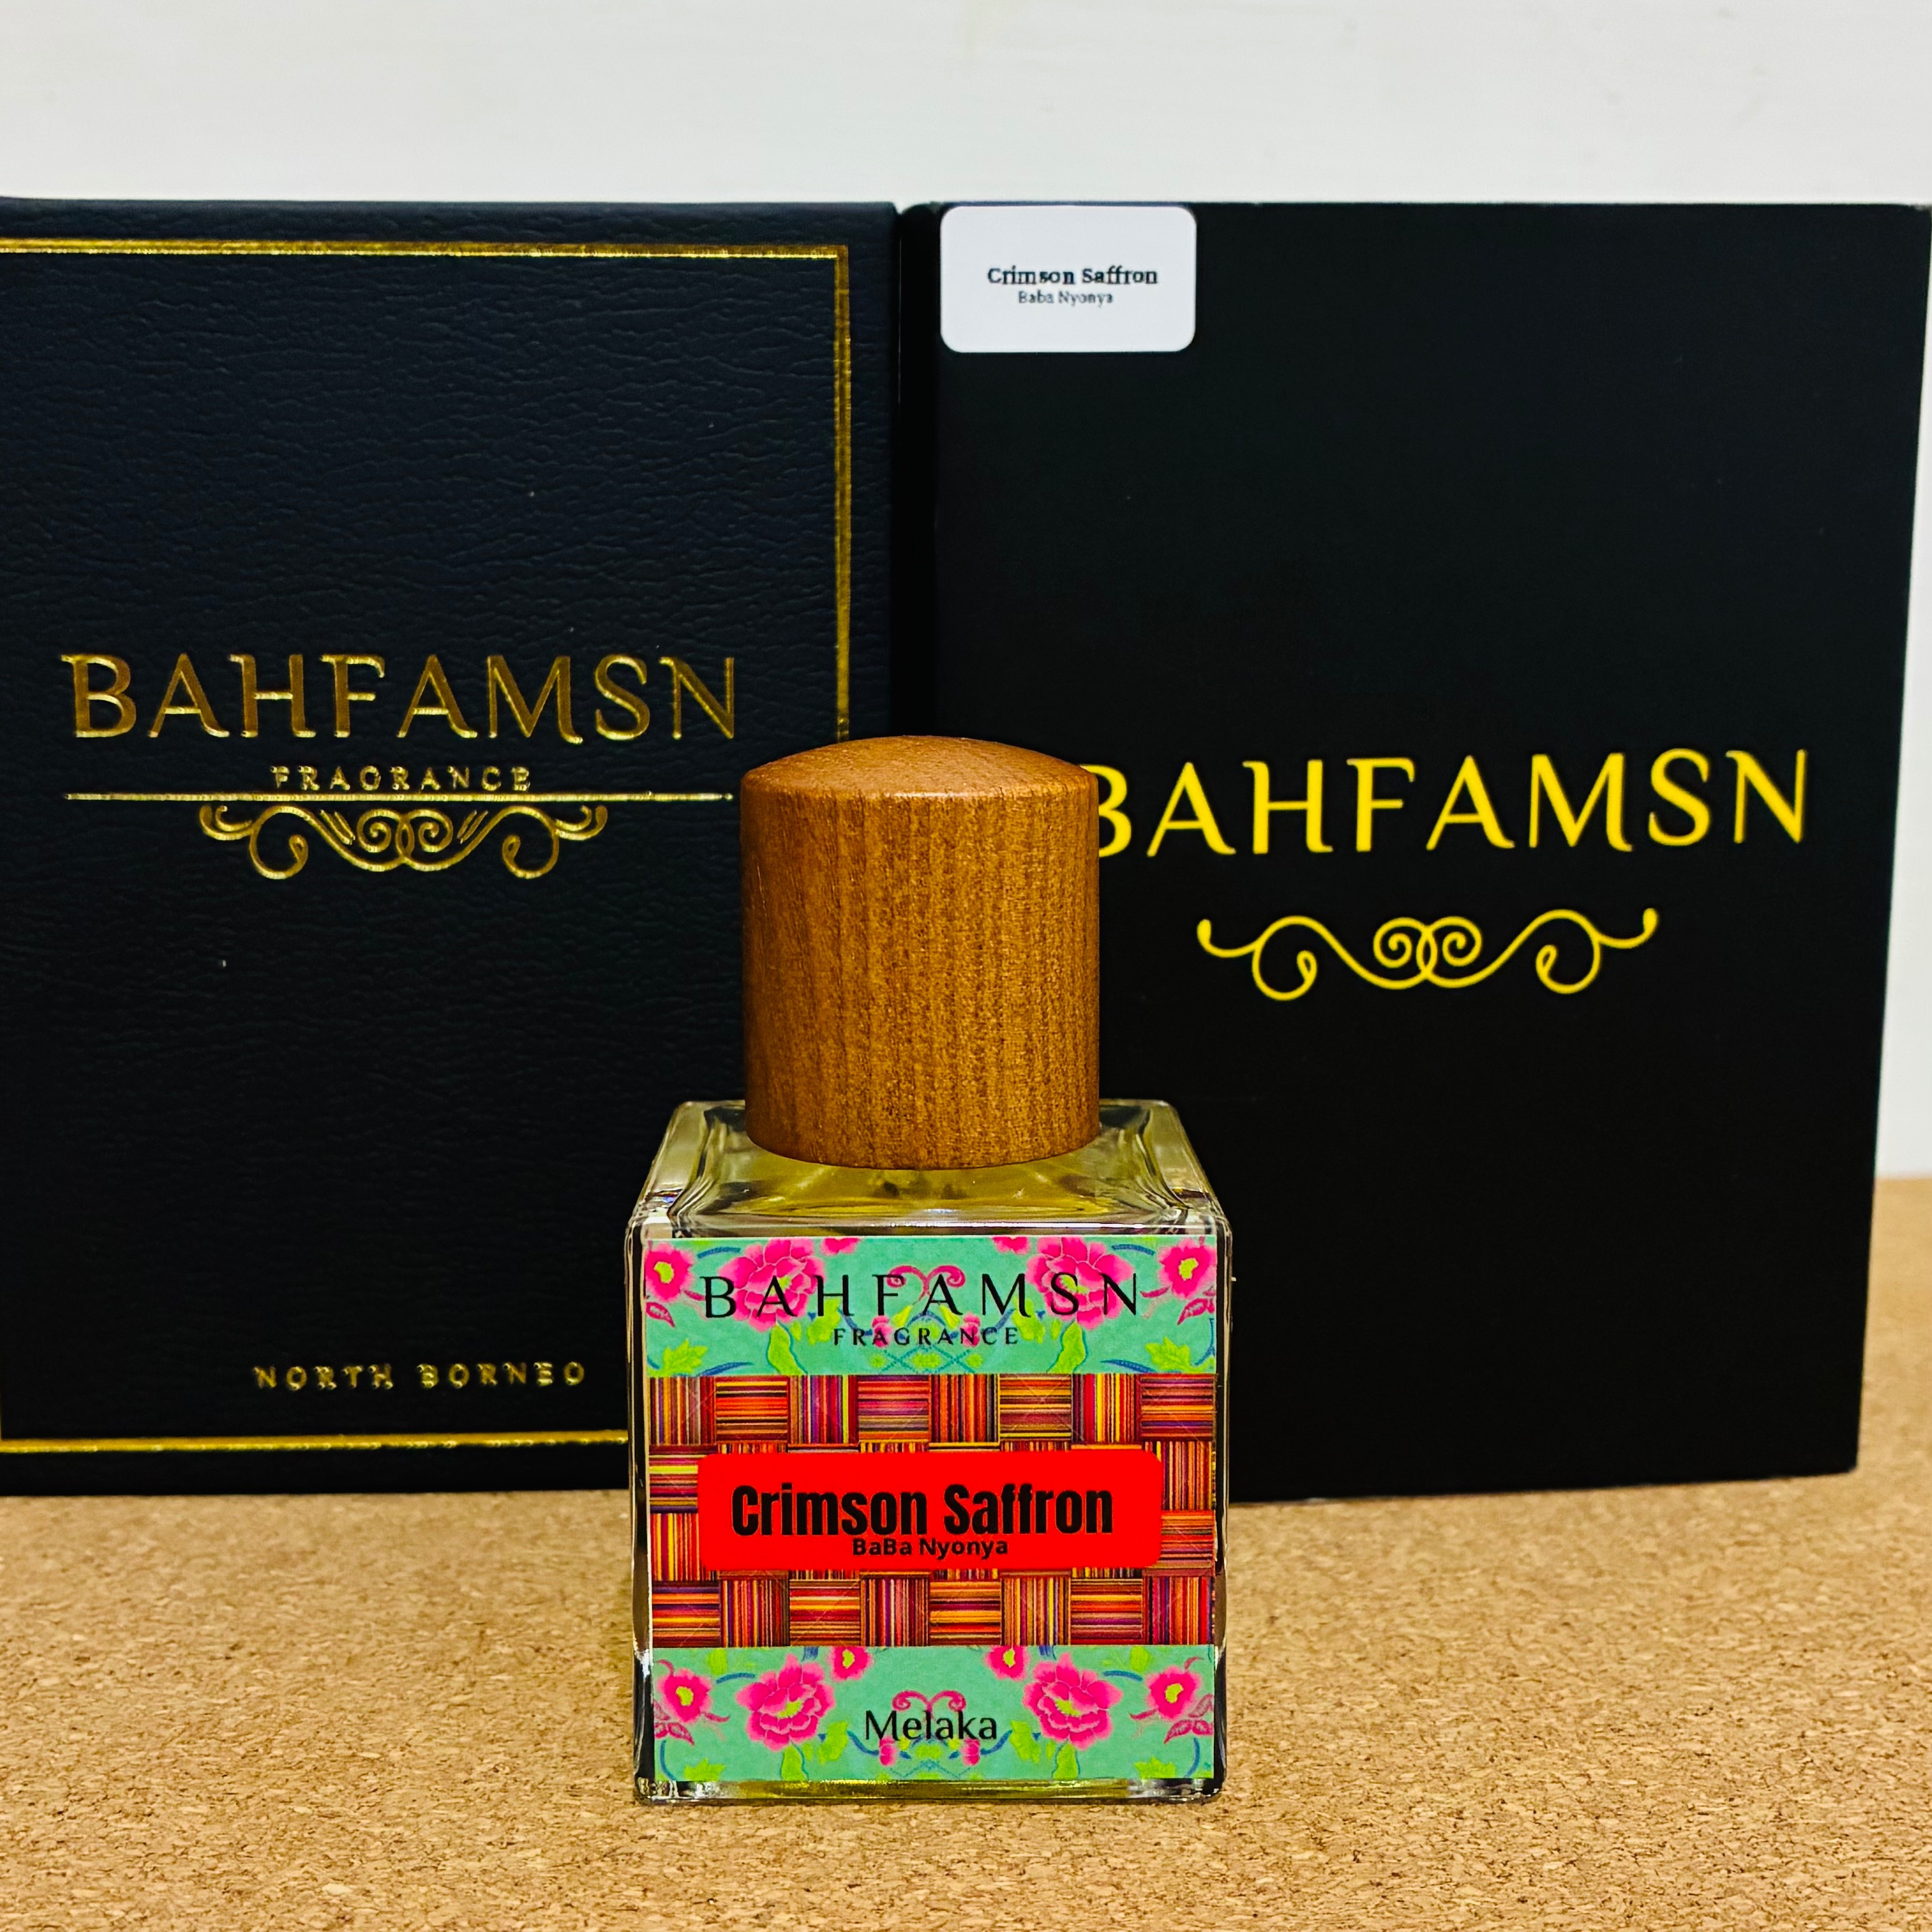 BAHFAMSN
FRAGRANCE
NORTH BORNEO
Crimson Saffron
Baba Nyonya
BAHFAMSN
BAHFAMSN
FRAGRANCE
Crimson Saffron
BaBa Nyonya
Melaka